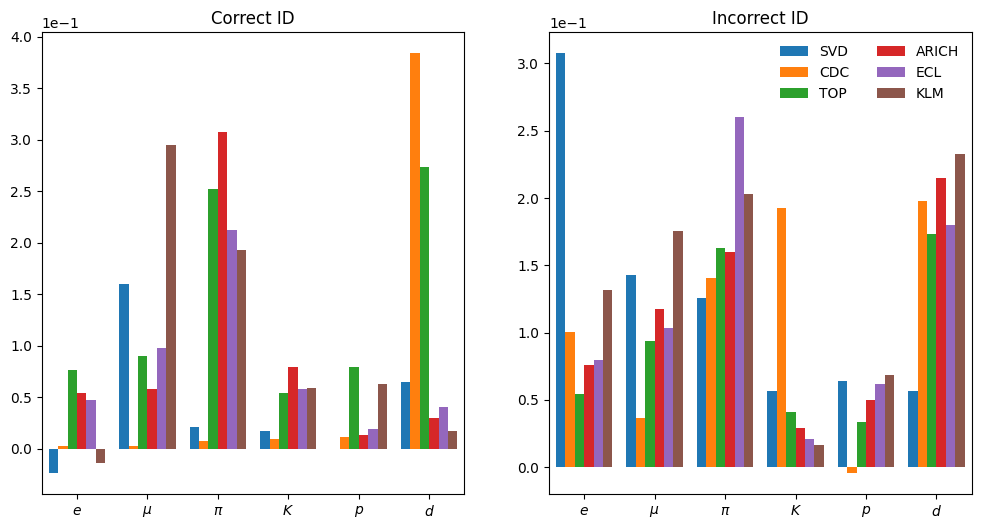 Correct ID
1e−1
4.0
3.5
3.0
2.5
2.0
1.5
1.0
0.5
0.0
e μ π K p d
Incorrect ID
1e−1
3.0
2.5
2.0
1.5
1.0
0.5
0.0
e μ π K p d
SVD
CDC
TOP
ARICH
ECL
KLM